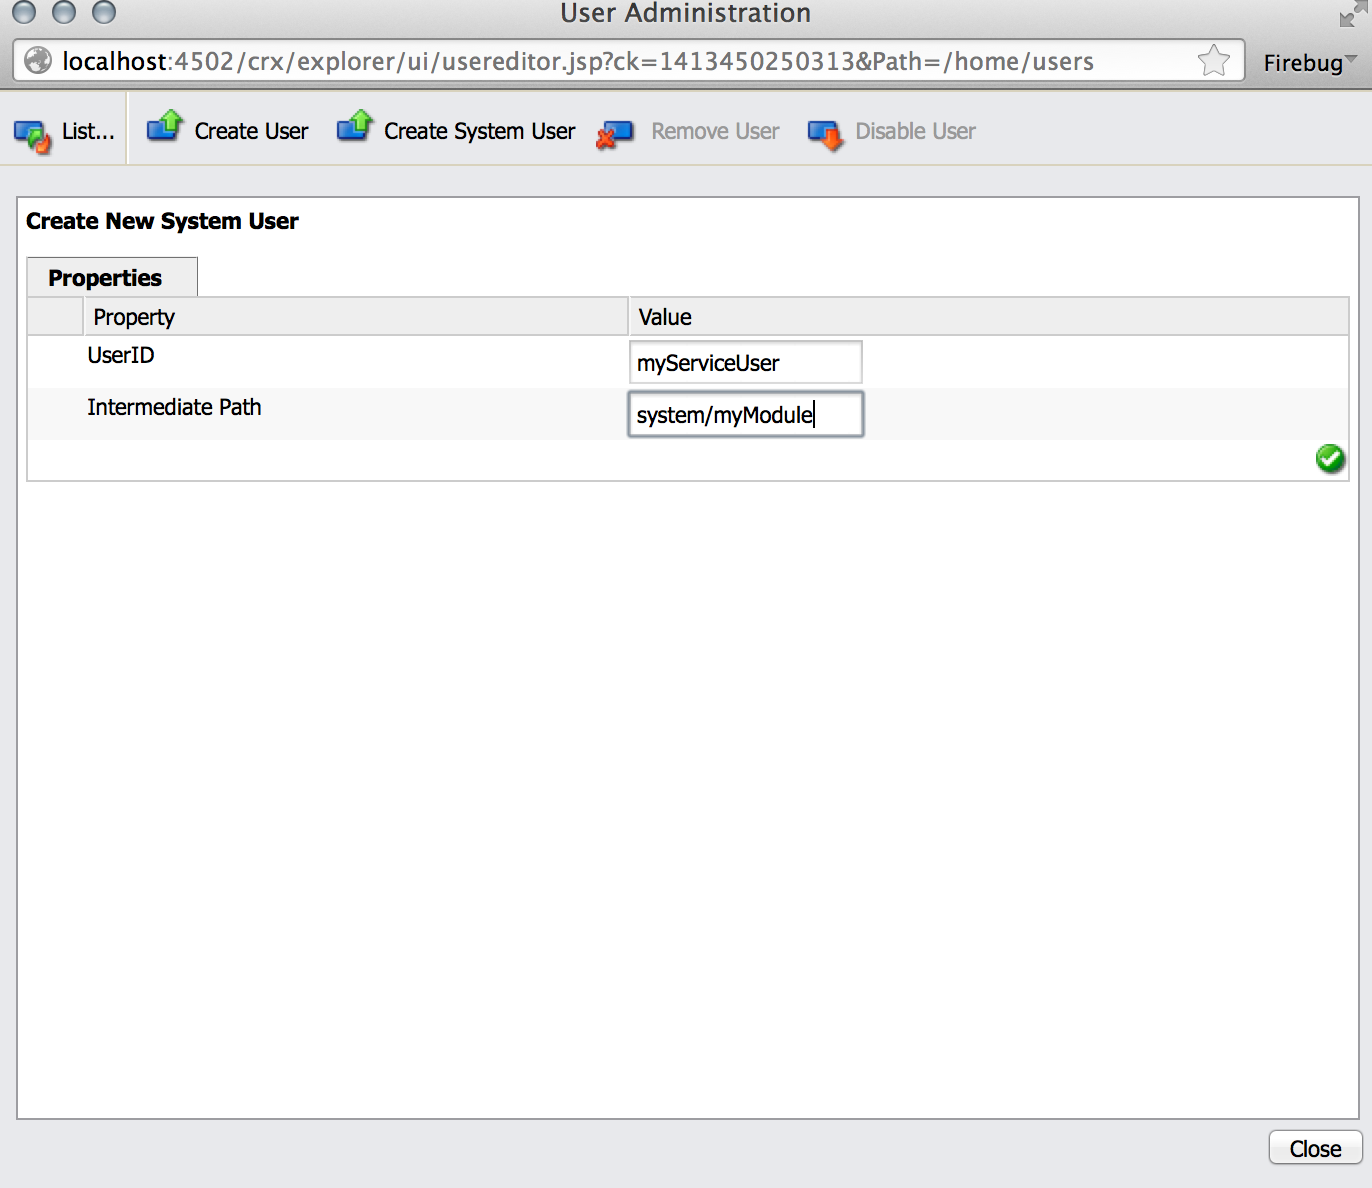 User Administration
localhost:4502/crx/explorer/ui/usereditor.jsp?ck=1413450250313&Path=/home/users
Firebug
List... Create User Create System User Remove User Disable User
Create New System User
Properties
Property Value
UserID myServiceUser
Intermediate Path system/myModule
Close